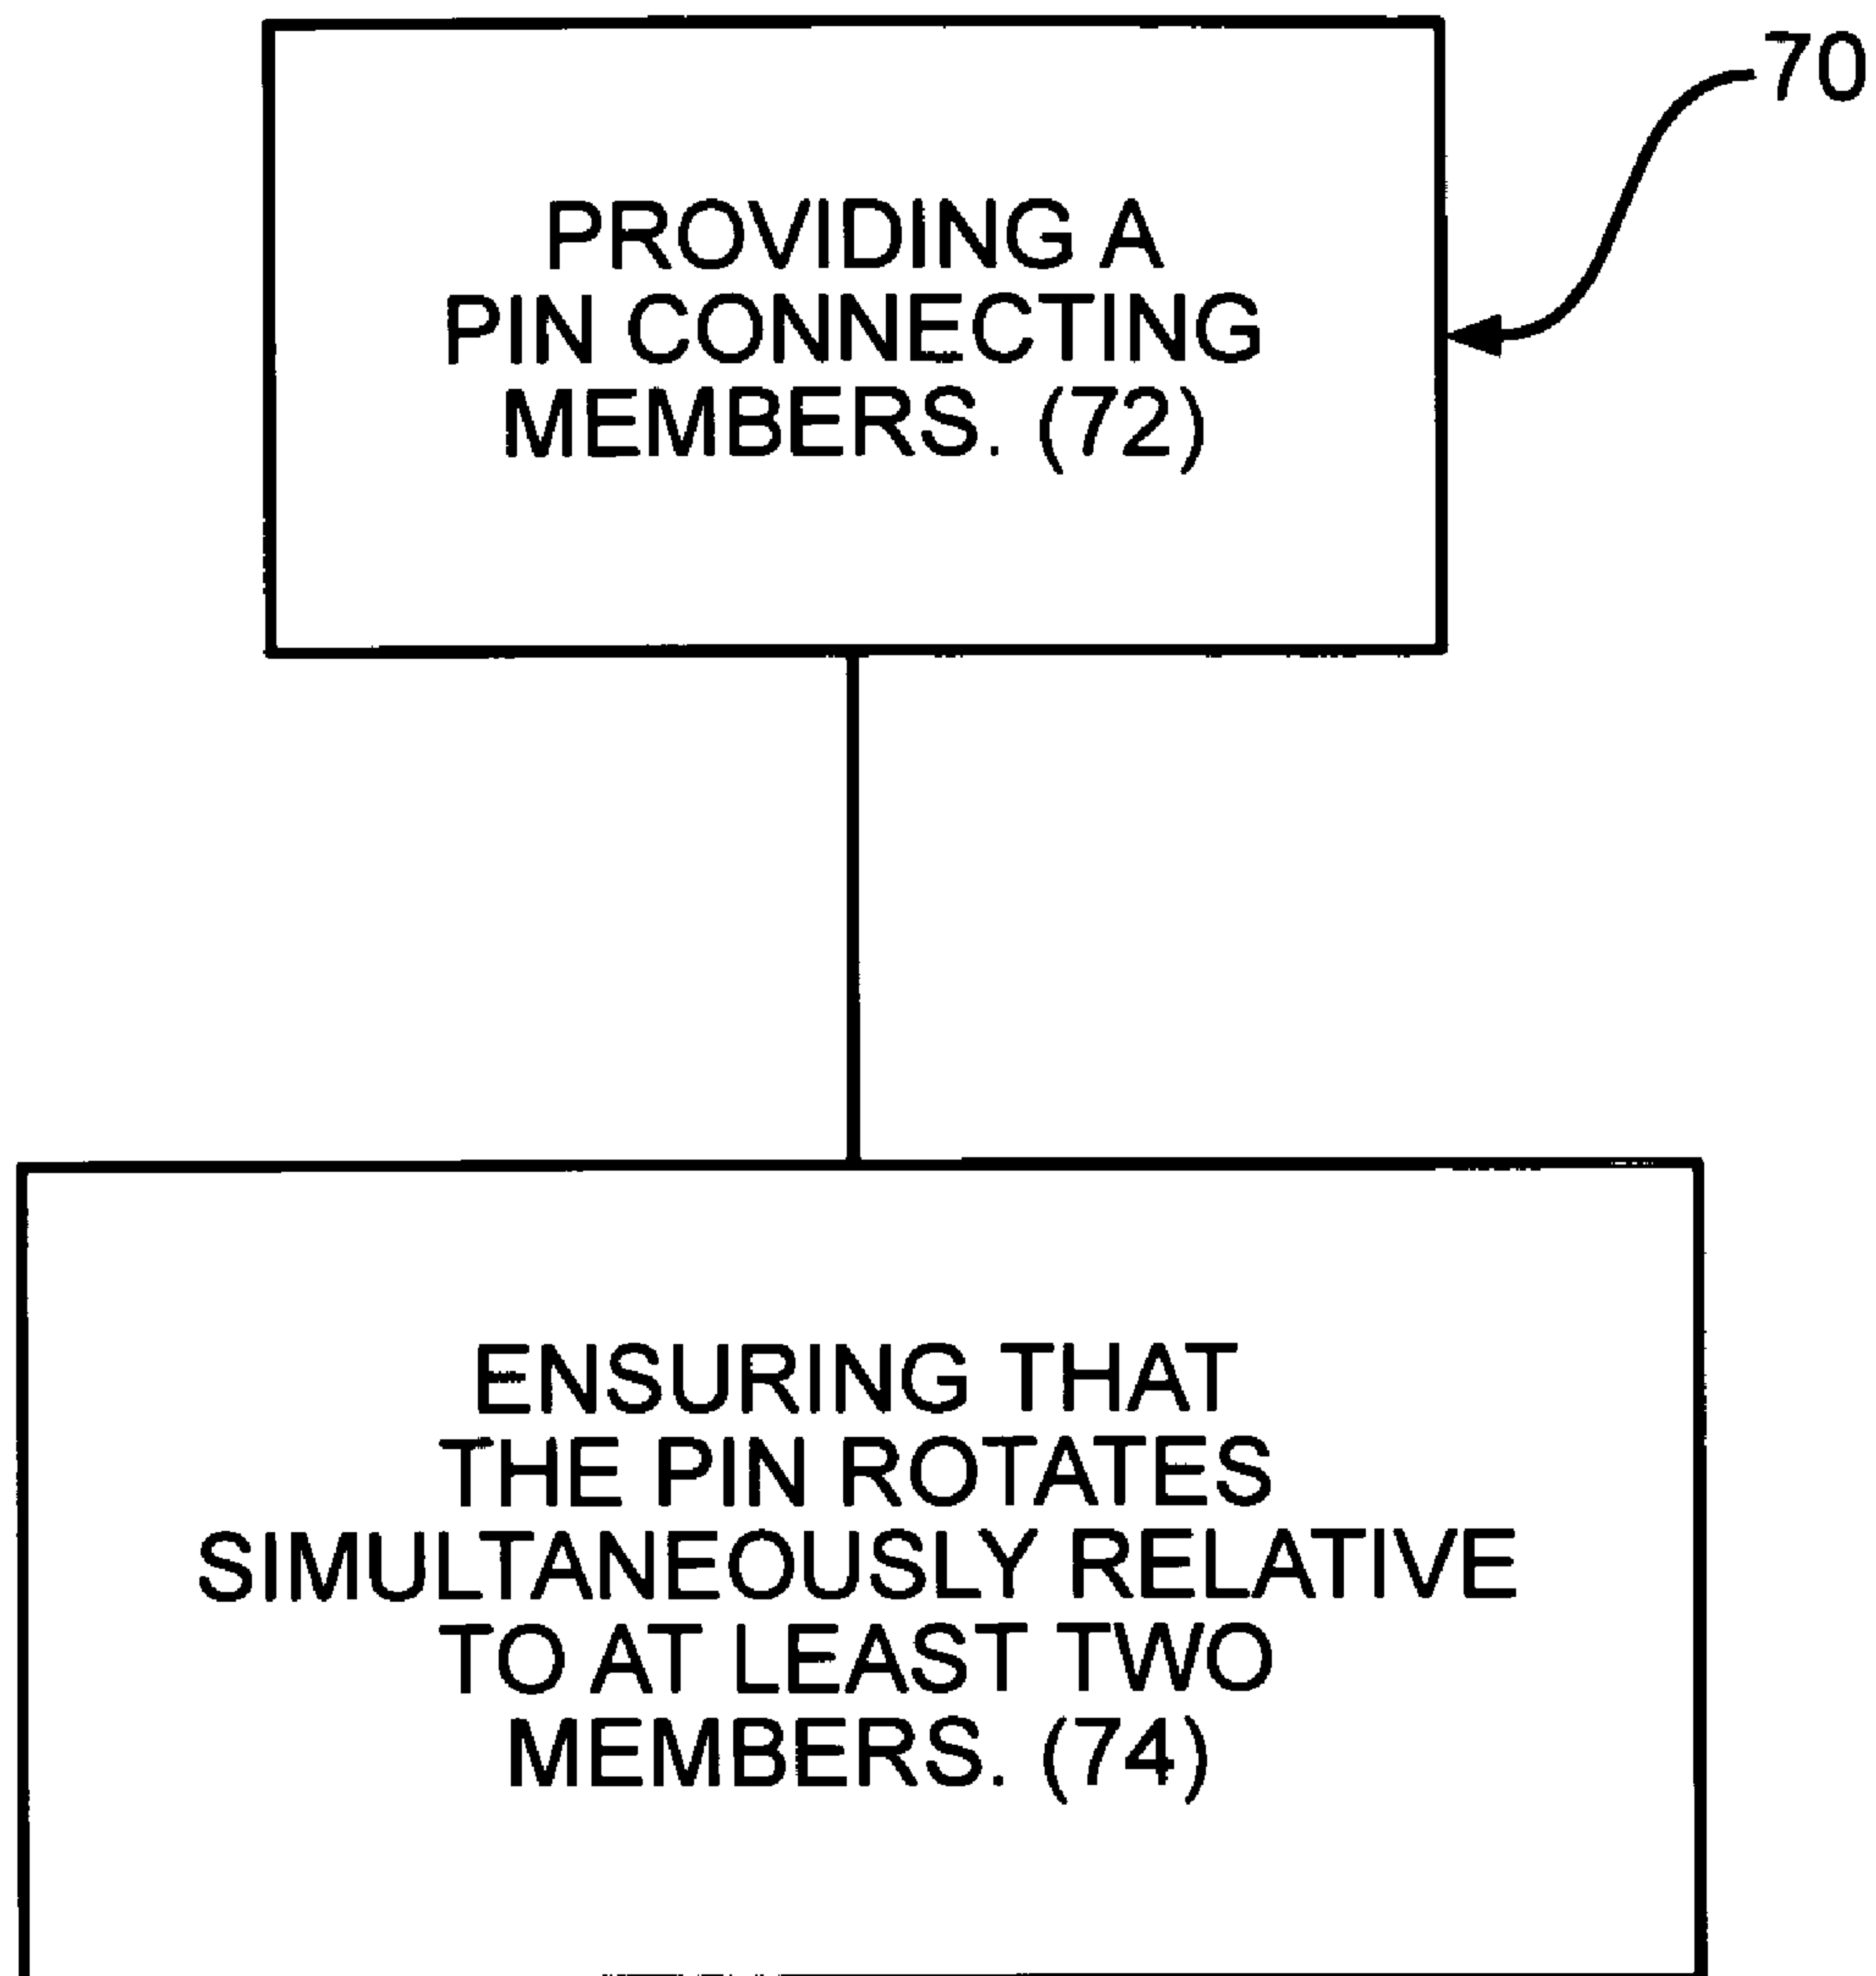 70
PROVIDING A
PIN CONNECTING
MEMBERS. (72)
ENSURING THAT
THE PIN ROTATES
SIMULTANEOUSLY RELATIVE
TO AT LEAST TWO
MEMBERS. (74)